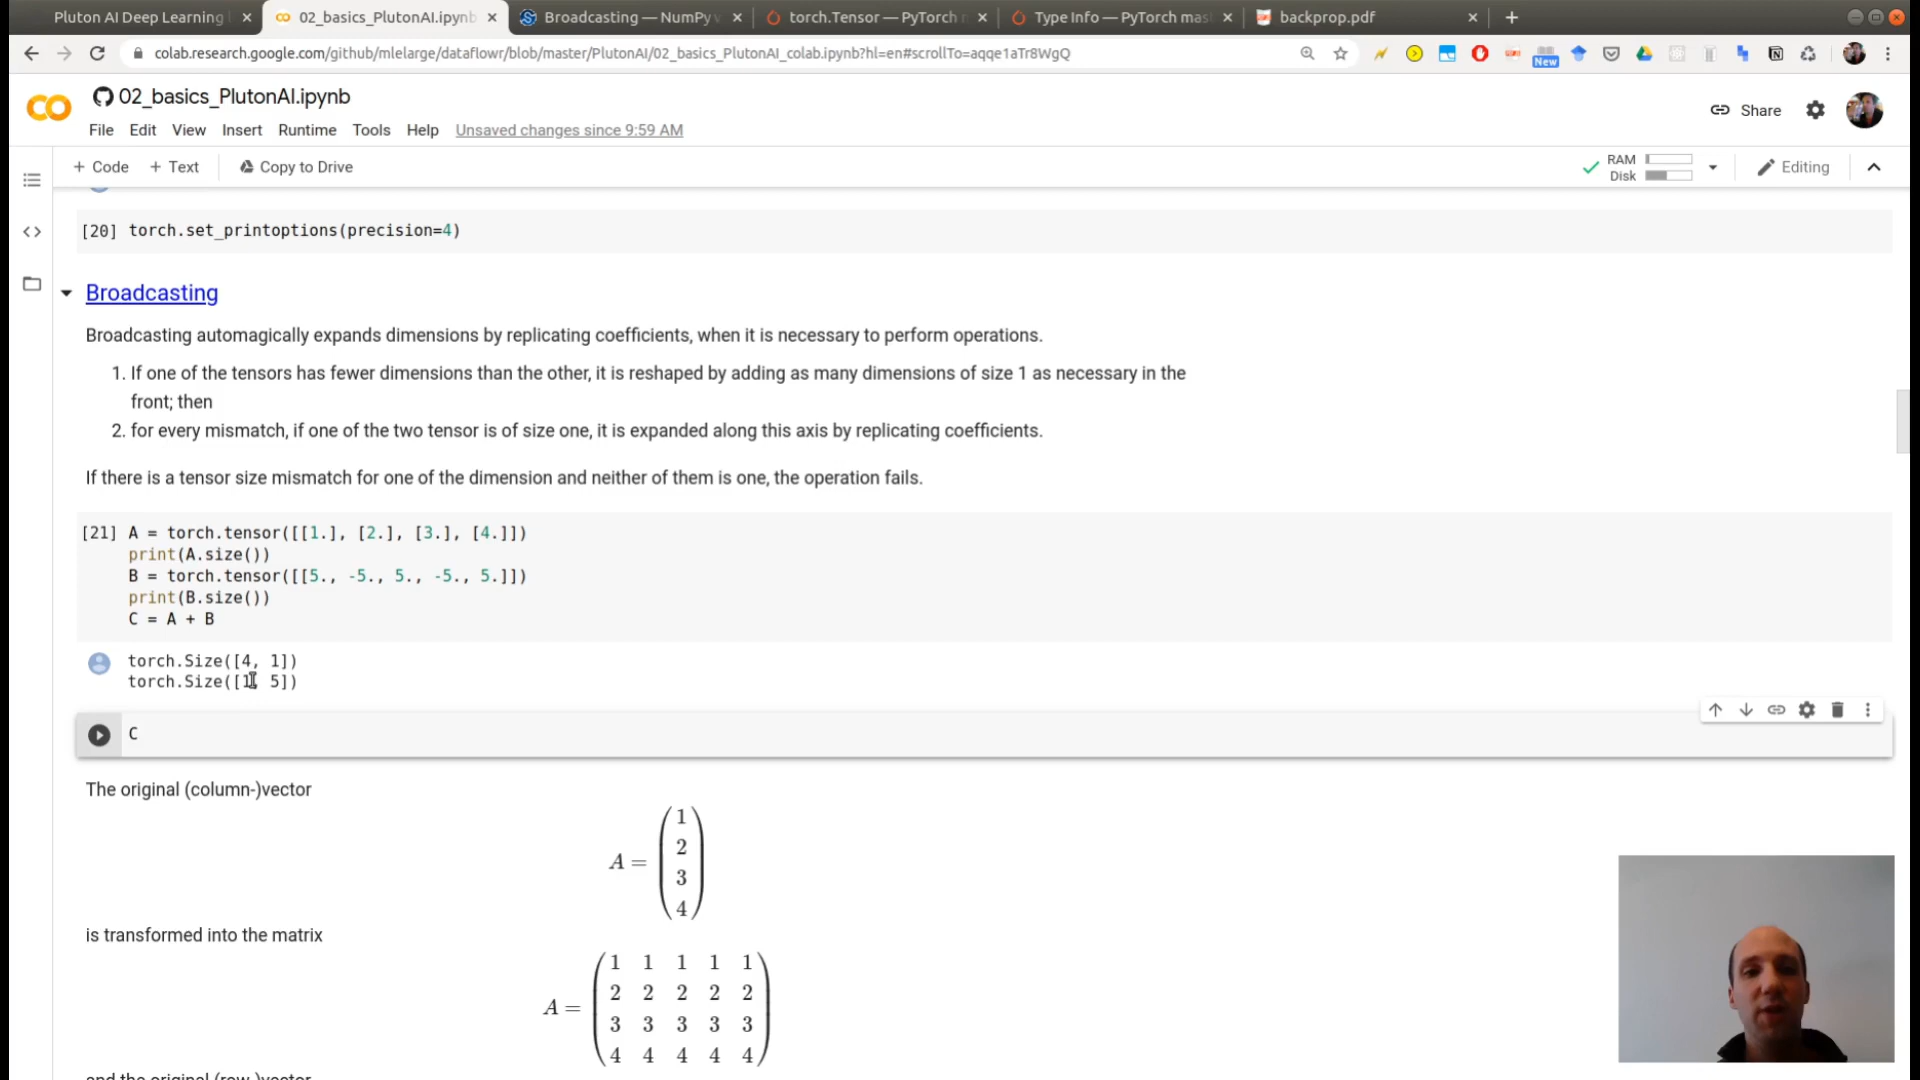 Pluton AI Deep Learning
02_basics_PlutonAI.ipynb
Broadcasting — NumPy v
torch.Tensor — PyTorch m
Type Info — PyTorch mas
backprop.pdf
colab.research.google.com/github/mlelarge/dataflowr/blob/master/PlutonAI/02_basics_PlutonAI_colab.ipynb?hl=en#scrollTo=aqqe1aTr8WgQ
New
CO
02_basics_PlutonAI.ipynb
Share
File Edit View Insert Runtime Tools Help Unsaved changes since 9:59 AM
+ Code + Text Copy to Drive
RAM
Disk
Editing
[20] torch.set_printoptions(precision=4)
Broadcasting
Broadcasting automagically expands dimensions by replicating coefficients, when it is necessary to perform operations.
1. If one of the tensors has fewer dimensions than the other, it is reshaped by adding as many dimensions of size 1 as necessary in the
front; then
2. for every mismatch, if one of the two tensor is of size one, it is expanded along this axis by replicating coefficients.
If there is a tensor size mismatch for one of the dimension and neither of them is one, the operation fails.
[21] A = torch.tensor([[1.], [2.], [3.], [4.]])
print(A.size())
B = torch.tensor([[5., -5., 5., -5., 5.]])
print(B.size())
C = A + B
torch.Size([4, 1])
torch.Size([1, 5])
C
The original (column-)vector
1
2
A =
3
4
is transformed into the matrix
1 1 1 1 1
2 2 2 2 2
A =
3 3 3 3 3
4 4 4 4 4
and the original (row-)vector